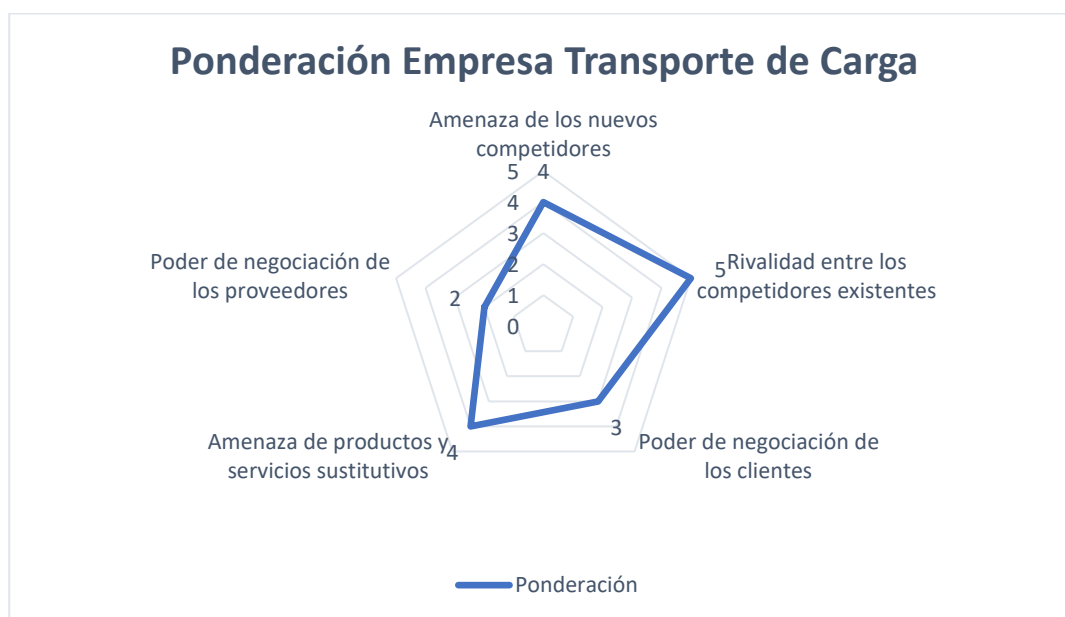 Ponderación Empresa Transporte de Carga
Amenaza de los nuevos
competidores
5 4
4
3
2
1
0
5
Rivalidad entre los
competidores existentes
Poder de negociación de
los proveedores
2
3
Poder de negociación de
los clientes
Amenaza de productos y
servicios sustitutivos
4
Ponderación